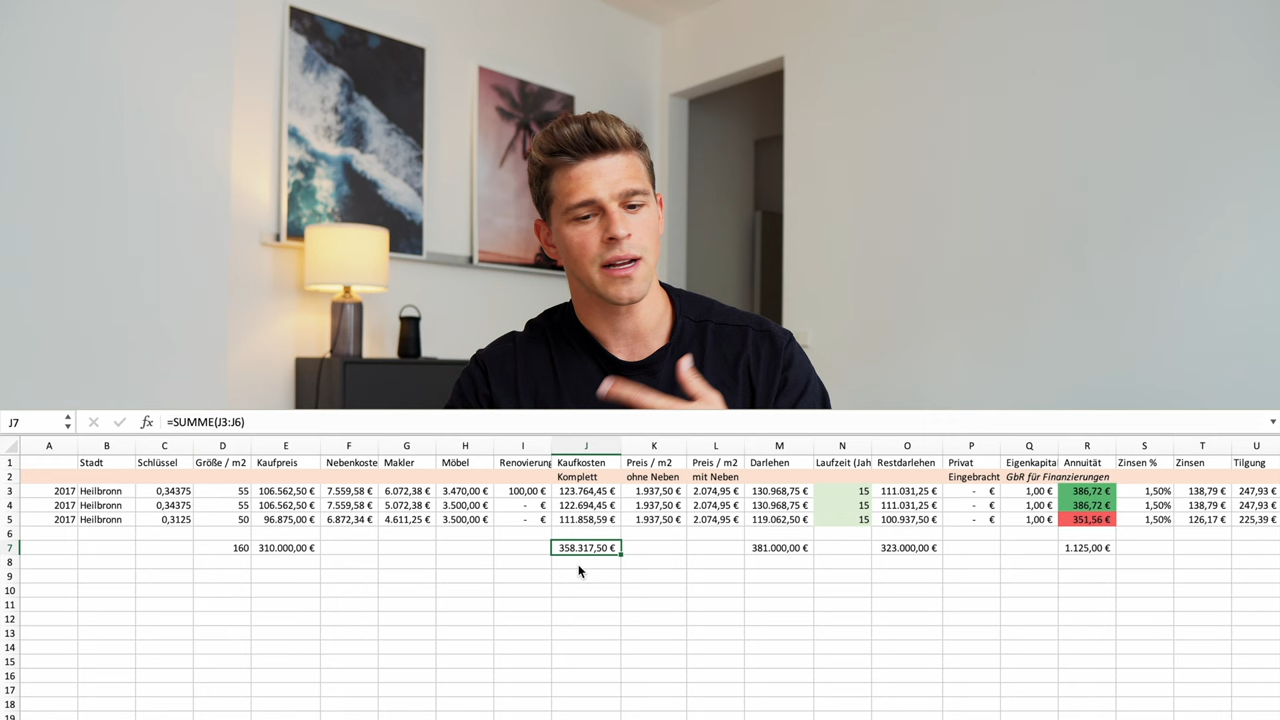 J7 fx =SUMME(J3:J6)
A B C D E F G H I J K L M N O P Q R S T U
1 Stadt Schlüssel Größe / m2 Kaufpreis Nebenkoste Makler Möbel Renovierung Kaufkosten Preis / m2 Preis / m2 Darlehen Laufzeit (Jah Restdarlehen Privat Eigenkapita Annuität Zinsen % Zinsen Tilgung
2 Komplett ohne Neben mit Neben Eingebracht GbR für Finanzierungen
3 2017 Heilbronn 0,34375 55 106.562,50 € 7.559,58 € 6.072,38 € 3.470,00 € 100,00 € 123.764,45 € 1.937,50 € 2.074,95 € 130.968,75 € 15 111.031,25 € - € 1,00 € 386,72 € 1,50% 138,79 € 247,93 €
4 2017 Heilbronn 0,34375 55 106.562,50 € 7.559,58 € 5.072,38 € 3.500,00 € - € 122.694,45 € 1.937,50 € 2.074,95 € 130.968,75 € 15 111.031,25 € - € 1,00 € 386,72 € 1,50% 138,79 € 247,93 €
5 2017 Heilbronn 0,3125 50 96.875,00 € 6.872,34 € 4.611,25 € 3.500,00 € - € 111.858,59 € 1.937,50 € 2.074,95 € 119.062,50 € 15 100.937,50 € - € 1,00 € 351,56 € 1,50% 126,17 € 225,39 €
6
7 160 310.000,00 € 358.317,50 € 381.000,00 € 323.000,00 € 1.125,00 €
8
9
10
11
12
13
14
15
16
17
18
19